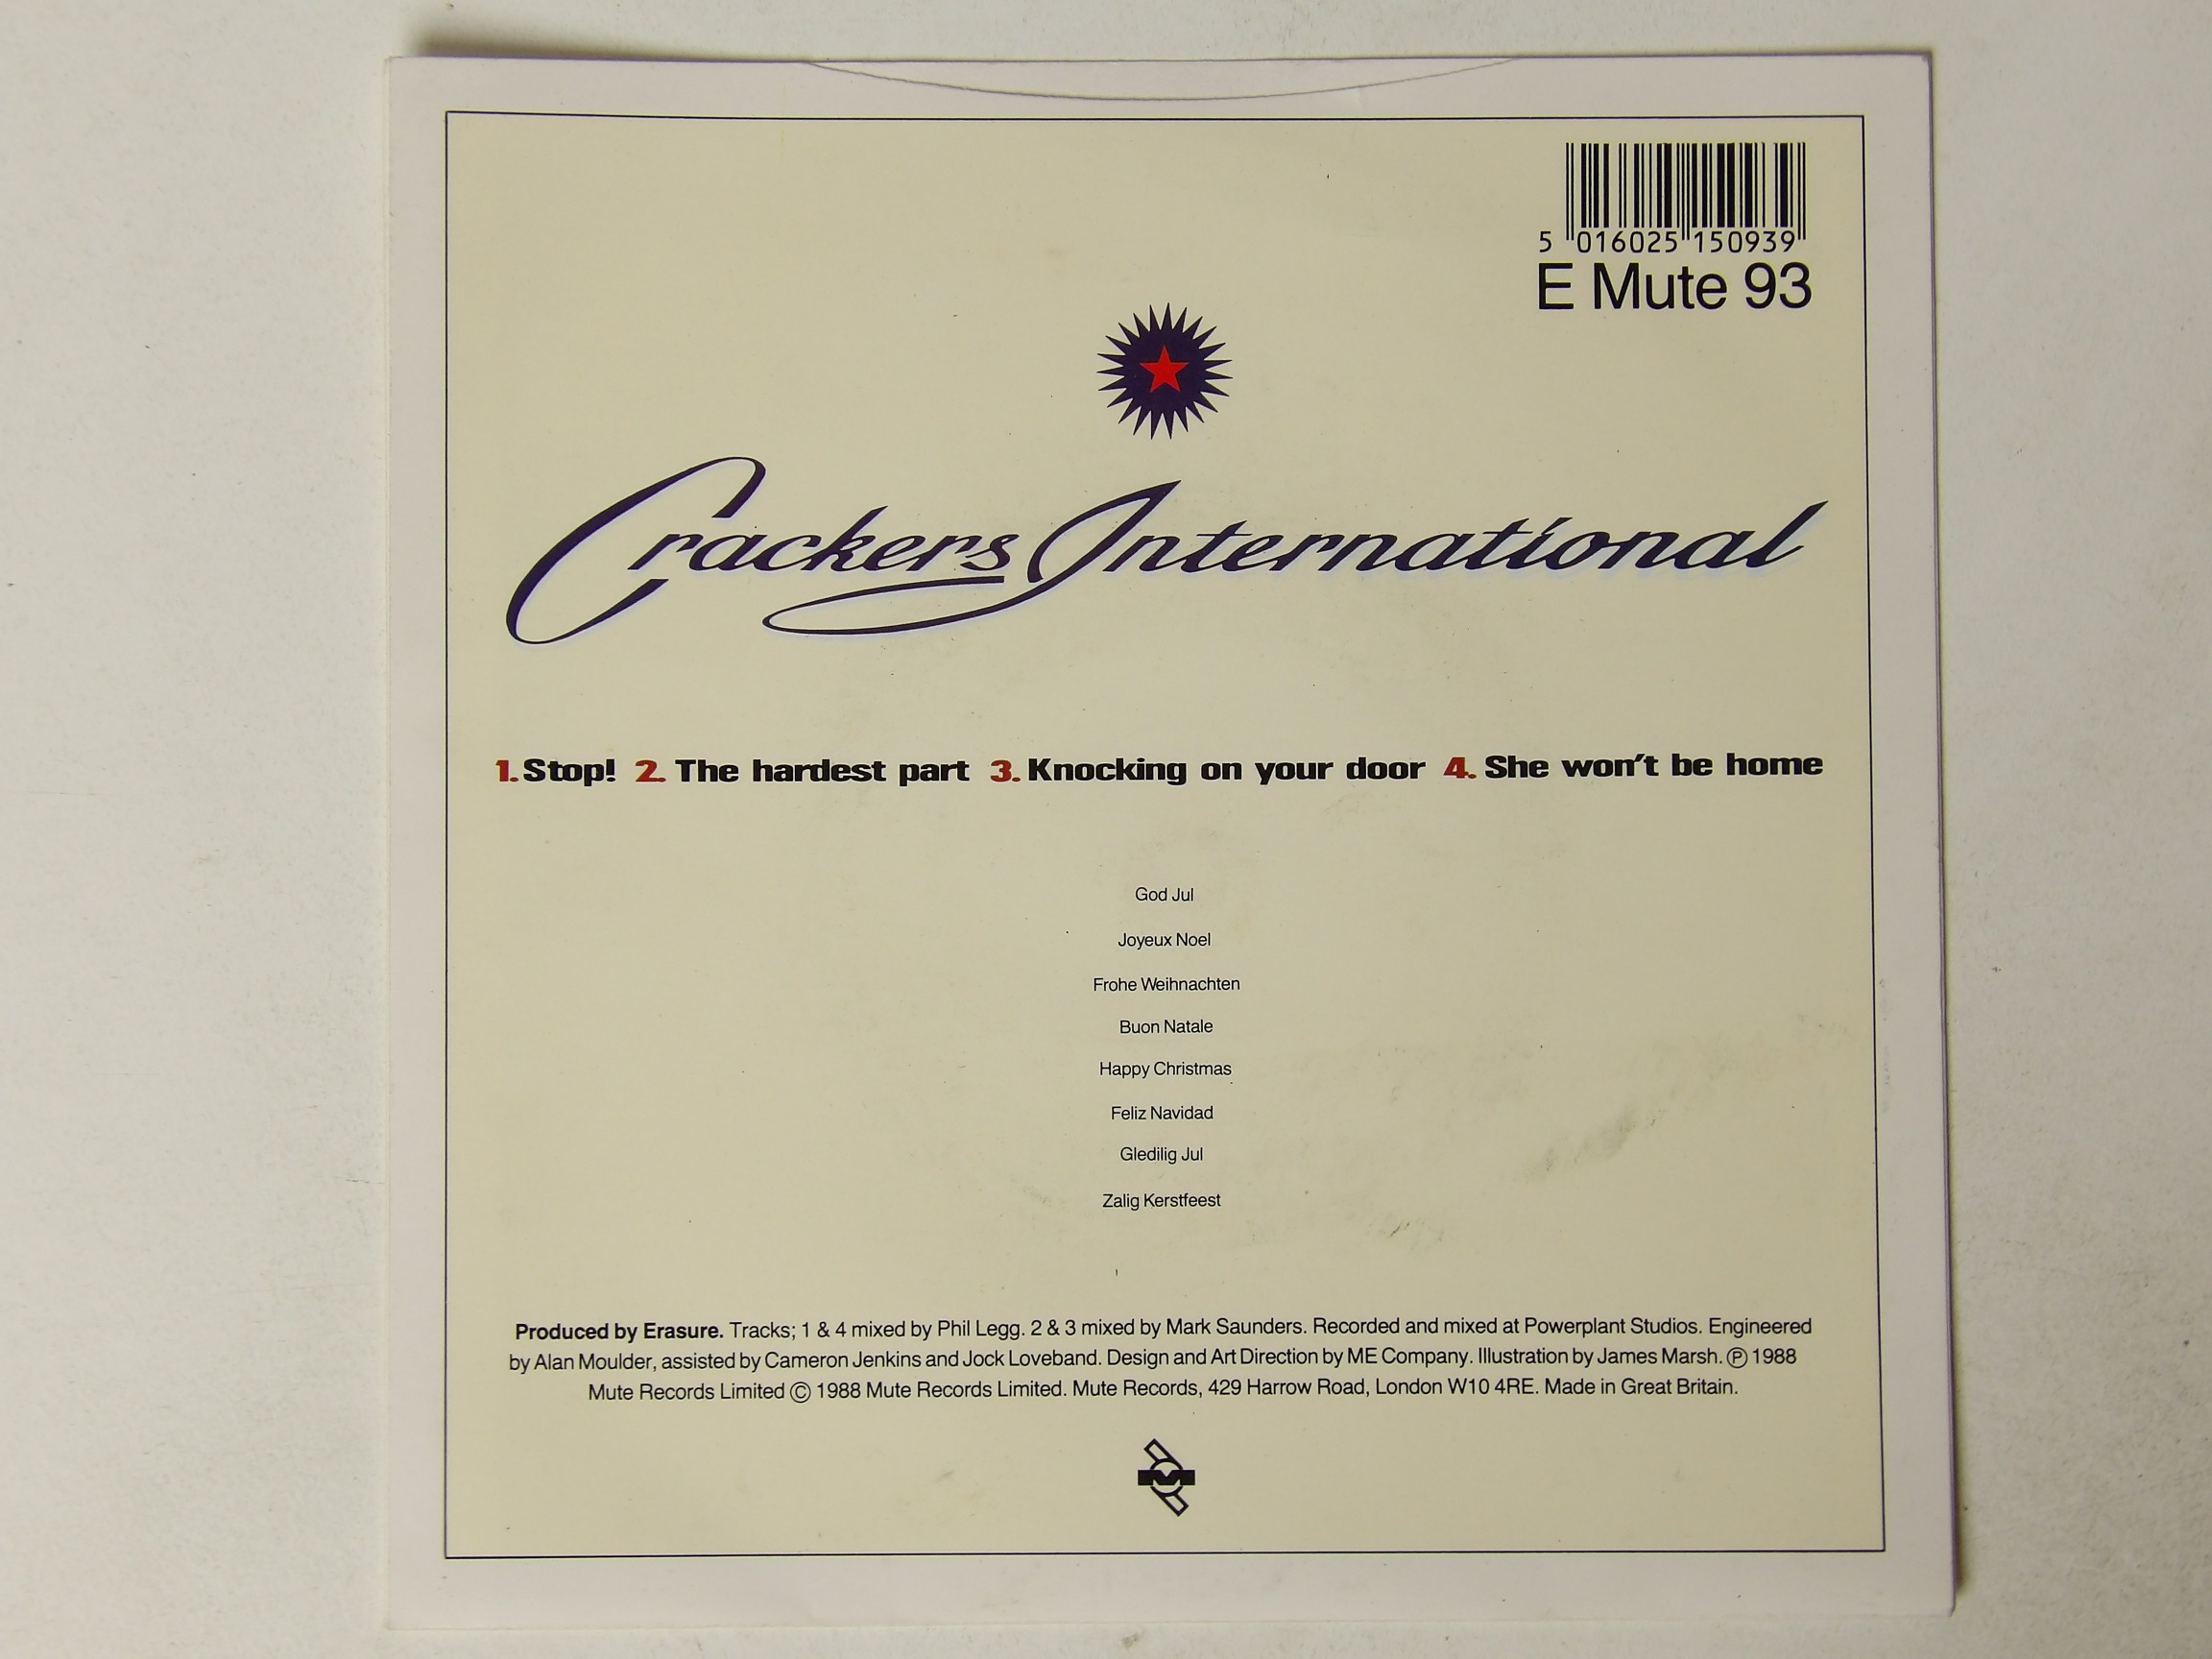 5 016025 150939
E Mute 93
Crackers International
1. Stop! 2. The hardest part 3. Knocking on your door 4. She won't be home
God Jul
Joyeux Noel
Frohe Weihnachten
Buon Natale
Happy Christmas
Feliz Navidad
Gledilig Jul
Zalig Kerstfeest
Produced by Erasure. Tracks; 1 & 4 mixed by Phil Legg. 2 & 3 mixed by Mark Saunders. Recorded and mixed at Powerplant Studios. Engineered
by Alan Moulder, assisted by Cameron Jenkins and Jock Loveband. Design and Art Direction by ME Company. Illustration by James Marsh. Ⓟ 1988
Mute Records Limited © 1988 Mute Records Limited. Mute Records, 429 Harrow Road, London W10 4RE. Made in Great Britain.
M